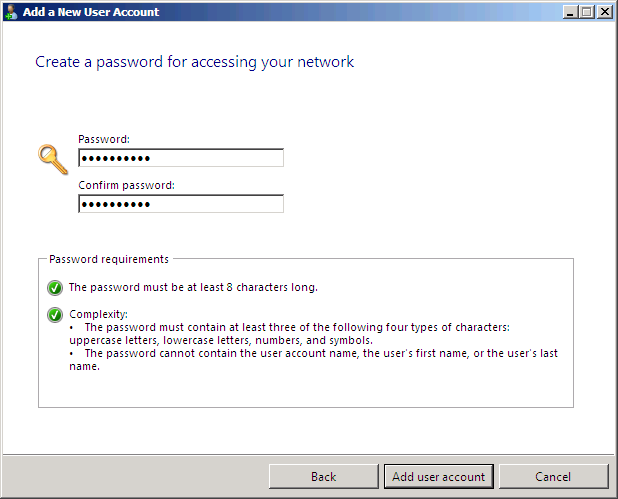 Add a New User Account
Create a password for accessing your network
Password:
••••••••••
Confirm password:
••••••••••
Password requirements
The password must be at least 8 characters long.
Complexity:
• The password must contain at least three of the following four types of characters:
uppercase letters, lowercase letters, numbers, and symbols.
• The password cannot contain the user account name, the user's first name, or the user's last
name.
Back
Add user account
Cancel